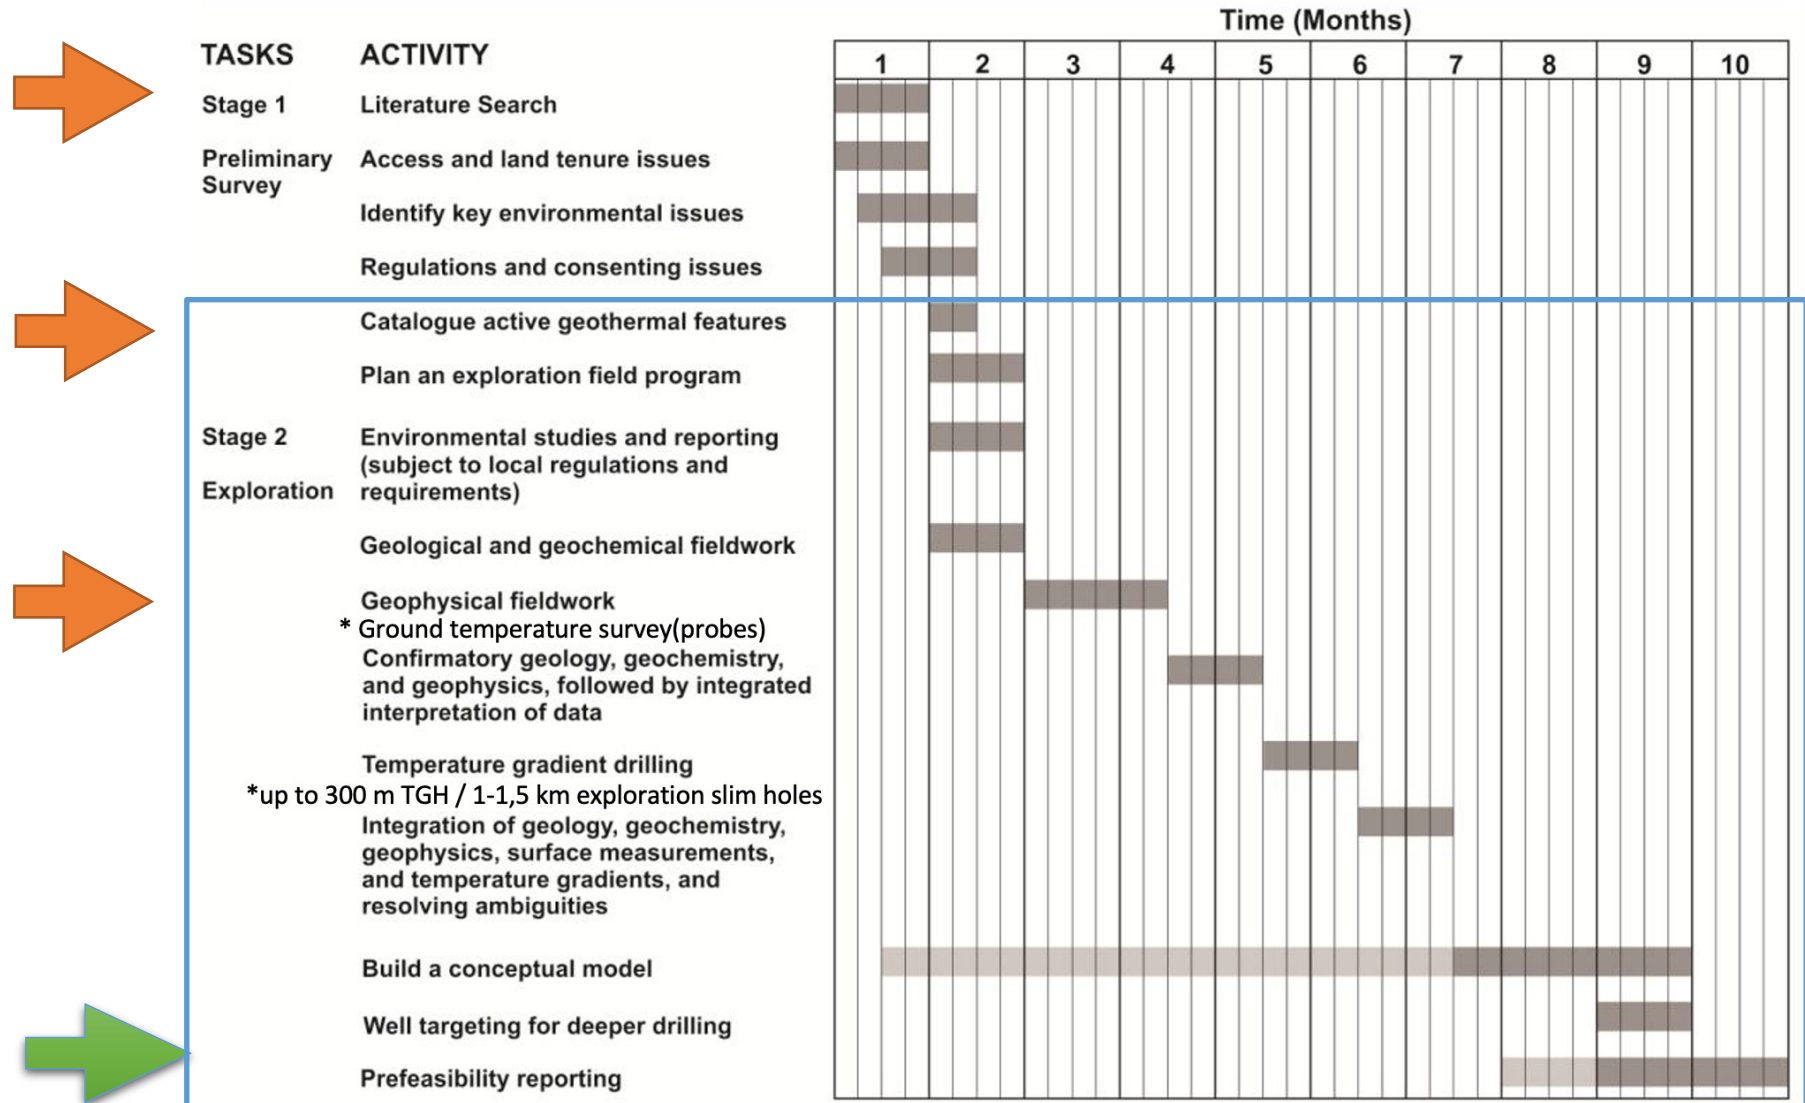 Time (Months)
TASKS ACTIVITY
1 2 3 4 5 6 7 8 9 10
Stage 1 Literature Search
Preliminary Access and land tenure issues
Survey
Identify key environmental issues
Regulations and consenting issues
Catalogue active geothermal features
Plan an exploration field program
Stage 2 Environmental studies and reporting
(subject to local regulations and
Exploration requirements)
Geological and geochemical fieldwork
Geophysical fieldwork
* Ground temperature survey(probes)
Confirmatory geology, geochemistry,
and geophysics, followed by integrated
interpretation of data
Temperature gradient drilling
*up to 300 m TGH / 1-1,5 km exploration slim holes
Integration of geology, geochemistry,
geophysics, surface measurements,
and temperature gradients, and
resolving ambiguities
Build a conceptual model
Well targeting for deeper drilling
Prefeasibility reporting